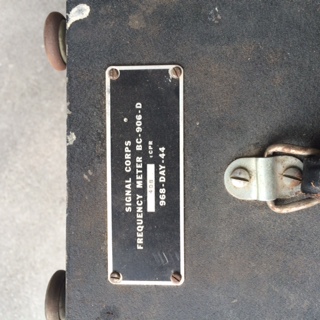 SIGNAL CORPS
FREQUENCY METER BC-906-D
968-DAY-44